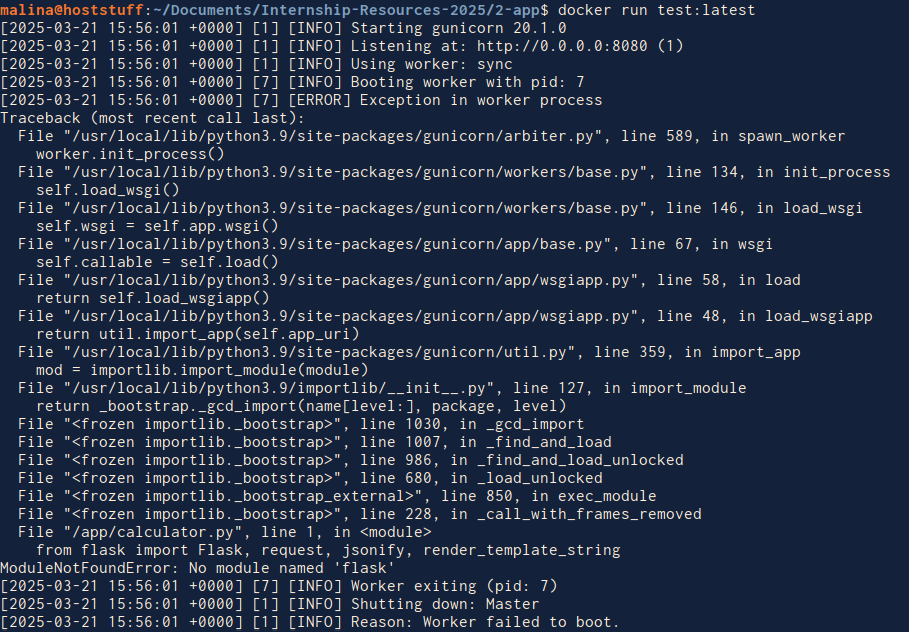 malina@hoststuff:~/Documents/Internship-Resources-2025/2-app$ docker run test:latest
[2025-03-21 15:56:01 +0000] [1] [INFO] Starting gunicorn 20.1.0
[2025-03-21 15:56:01 +0000] [1] [INFO] Listening at: http://0.0.0.0:8080 (1)
[2025-03-21 15:56:01 +0000] [1] [INFO] Using worker: sync
[2025-03-21 15:56:01 +0000] [7] [INFO] Booting worker with pid: 7
[2025-03-21 15:56:01 +0000] [7] [ERROR] Exception in worker process
Traceback (most recent call last):
  File "/usr/local/lib/python3.9/site-packages/gunicorn/arbiter.py", line 589, in spawn_worker
    worker.init_process()
  File "/usr/local/lib/python3.9/site-packages/gunicorn/workers/base.py", line 134, in init_process
    self.load_wsgi()
  File "/usr/local/lib/python3.9/site-packages/gunicorn/workers/base.py", line 146, in load_wsgi
    self.wsgi = self.app.wsgi()
  File "/usr/local/lib/python3.9/site-packages/gunicorn/app/base.py", line 67, in wsgi
    self.callable = self.load()
  File "/usr/local/lib/python3.9/site-packages/gunicorn/app/wsgiapp.py", line 58, in load
    return self.load_wsgiapp()
  File "/usr/local/lib/python3.9/site-packages/gunicorn/app/wsgiapp.py", line 48, in load_wsgiapp
    return util.import_app(self.app_uri)
  File "/usr/local/lib/python3.9/site-packages/gunicorn/util.py", line 359, in import_app
    mod = importlib.import_module(module)
  File "/usr/local/lib/python3.9/importlib/__init__.py", line 127, in import_module
    return _bootstrap._gcd_import(name[level:], package, level)
  File "<frozen importlib._bootstrap>", line 1030, in _gcd_import
  File "<frozen importlib._bootstrap>", line 1007, in _find_and_load
  File "<frozen importlib._bootstrap>", line 986, in _find_and_load_unlocked
  File "<frozen importlib._bootstrap>", line 680, in _load_unlocked
  File "<frozen importlib._bootstrap_external>", line 850, in exec_module
  File "<frozen importlib._bootstrap>", line 228, in _call_with_frames_removed
  File "/app/calculator.py", line 1, in <module>
    from flask import Flask, request, jsonify, render_template_string
ModuleNotFoundError: No module named 'flask'
[2025-03-21 15:56:01 +0000] [7] [INFO] Worker exiting (pid: 7)
[2025-03-21 15:56:01 +0000] [1] [INFO] Shutting down: Master
[2025-03-21 15:56:01 +0000] [1] [INFO] Reason: Worker failed to boot.